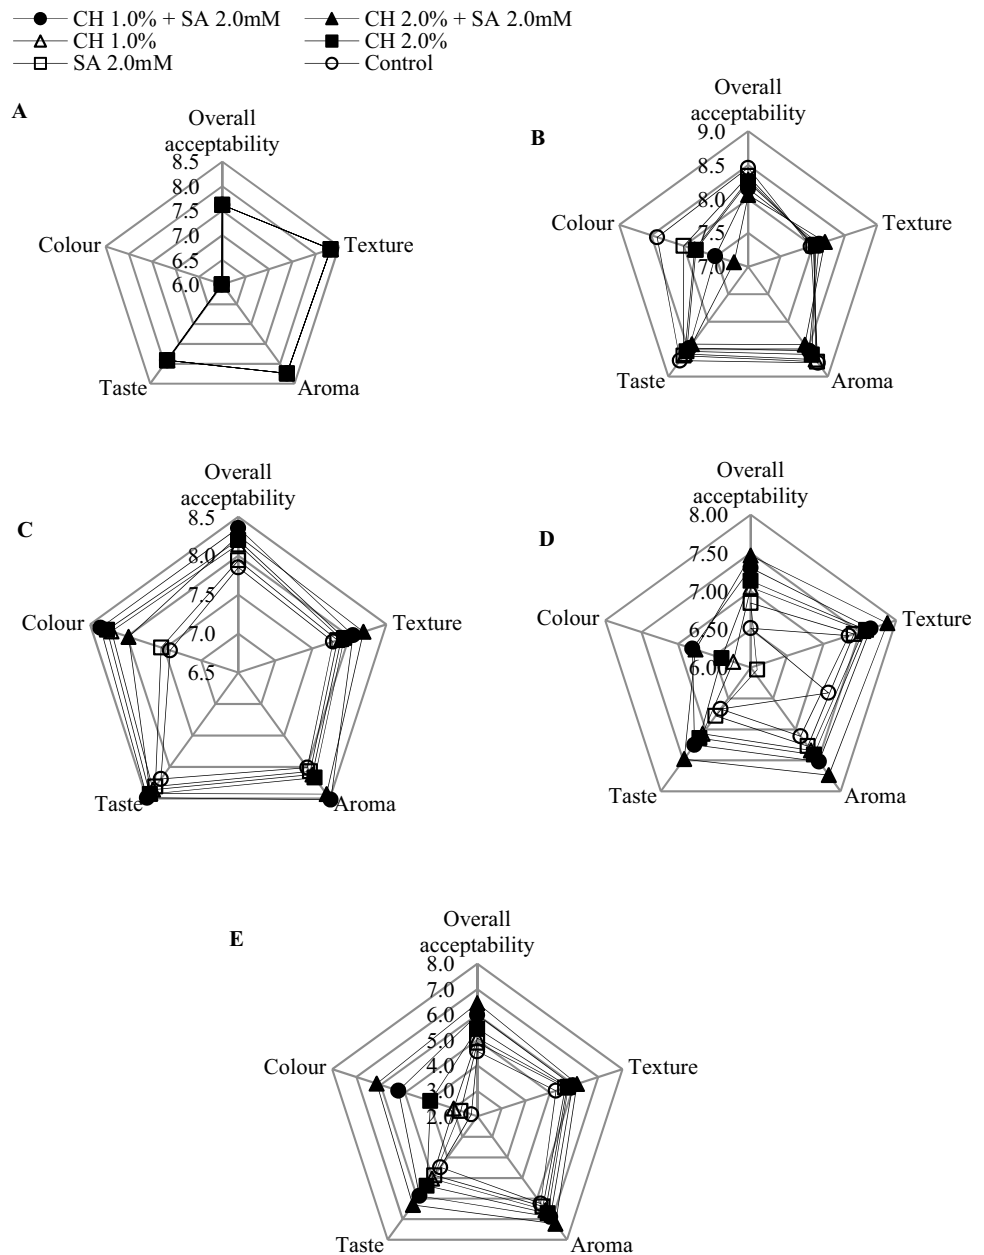 CH 1.0% + SA 2.0mM
CH 2.0% + SA 2.0mM
CH 1.0%
CH 2.0%
SA 2.0mM
Control
A
Overall
acceptability
8.5
8.0
7.5
7.0
6.5
6.0
Colour
Texture
Taste
Aroma
B
Overall
acceptability
9.0
8.5
8.0
7.5
7.0
Colour
Texture
Taste
Aroma
C
Overall
acceptability
8.5
8.0
7.5
7.0
6.5
Colour
Texture
Taste
Aroma
D
Overall
acceptability
8.00
7.50
7.00
6.50
6.00
Colour
Texture
Taste
Aroma
E
Overall
acceptability
8.0
7.0
6.0
5.0
4.0
3.0
2.0
Colour
Texture
Taste
Aroma